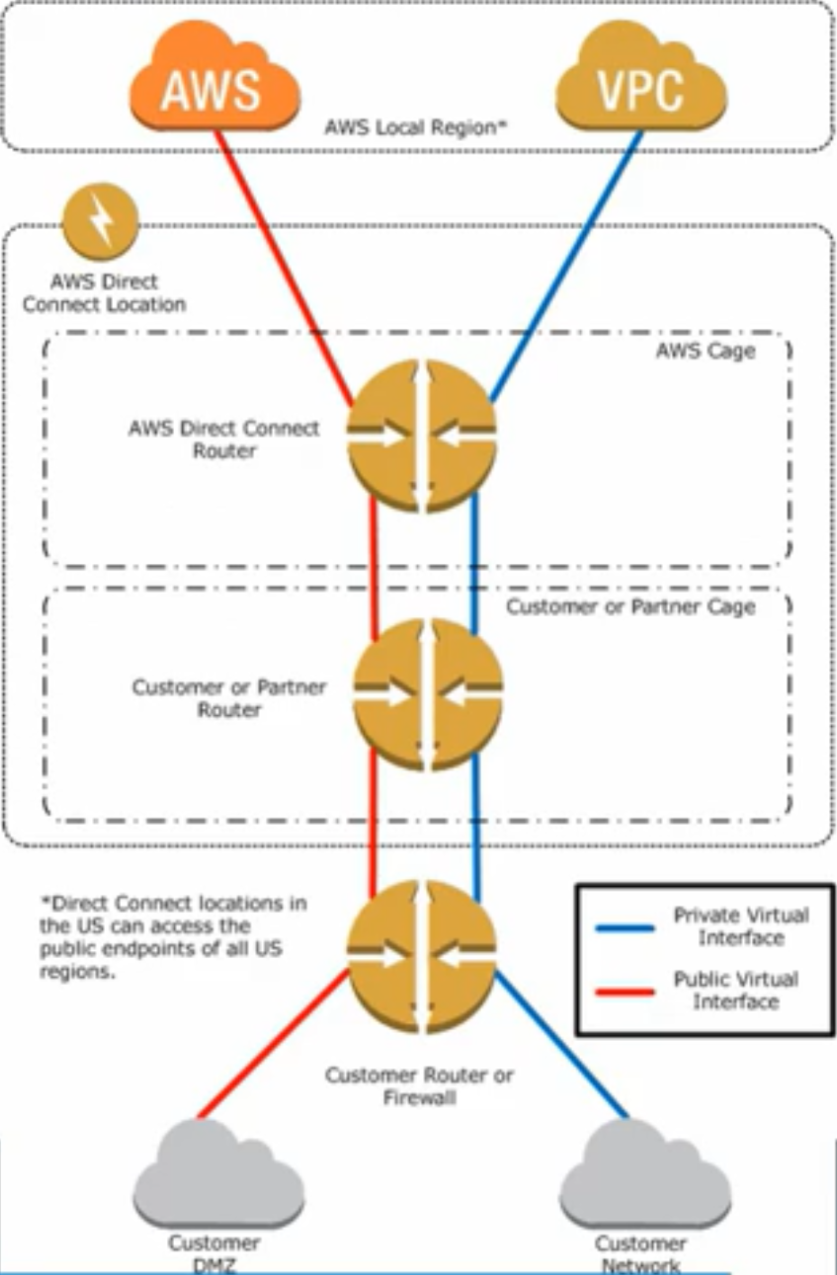 AWS
VPC
AWS Local Region*
AWS Direct
Connect Location
AWS Cage
AWS Direct Connect
Router
Customer or Partner Cage
Customer or Partner
Router
*Direct Connect locations in
the US can access the
public endpoints of all US
regions.
Private Virtual
Interface
Public Virtual
Interface
Customer Router or
Firewall
Customer
DMZ
Customer
Network